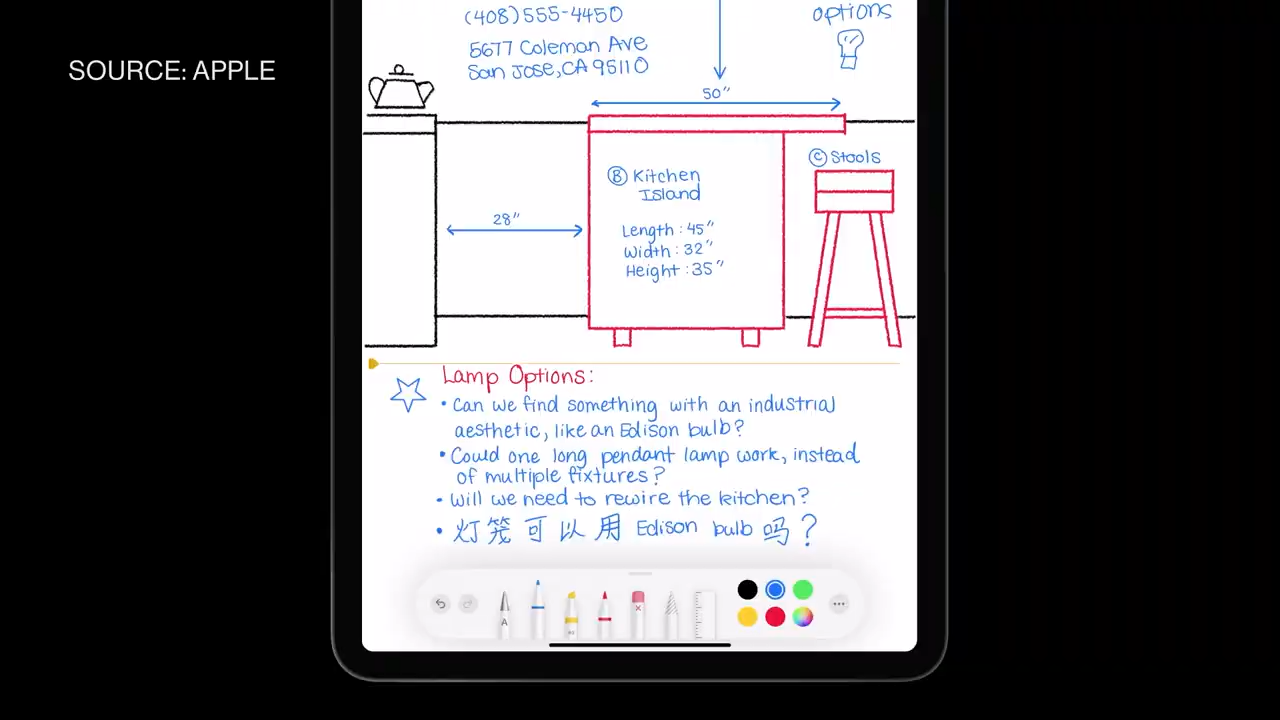 SOURCE: APPLE
(408)555-4450
options
5677 Coleman Ave
San Jose, CA 95110
50"
Ⓑ Kitchen
Island
Ⓒ Stools
28"
Length : 45"
Width : 32"
Height : 35"
Lamp Options:
• Can we find something with an industrial
aesthetic, like an Edison bulb?
• Could one long pendant lamp work, instead
of multiple fixtures?
• Will we need to rewire the kitchen?
• 灯笼可以用 Edison bulb 吗？
A